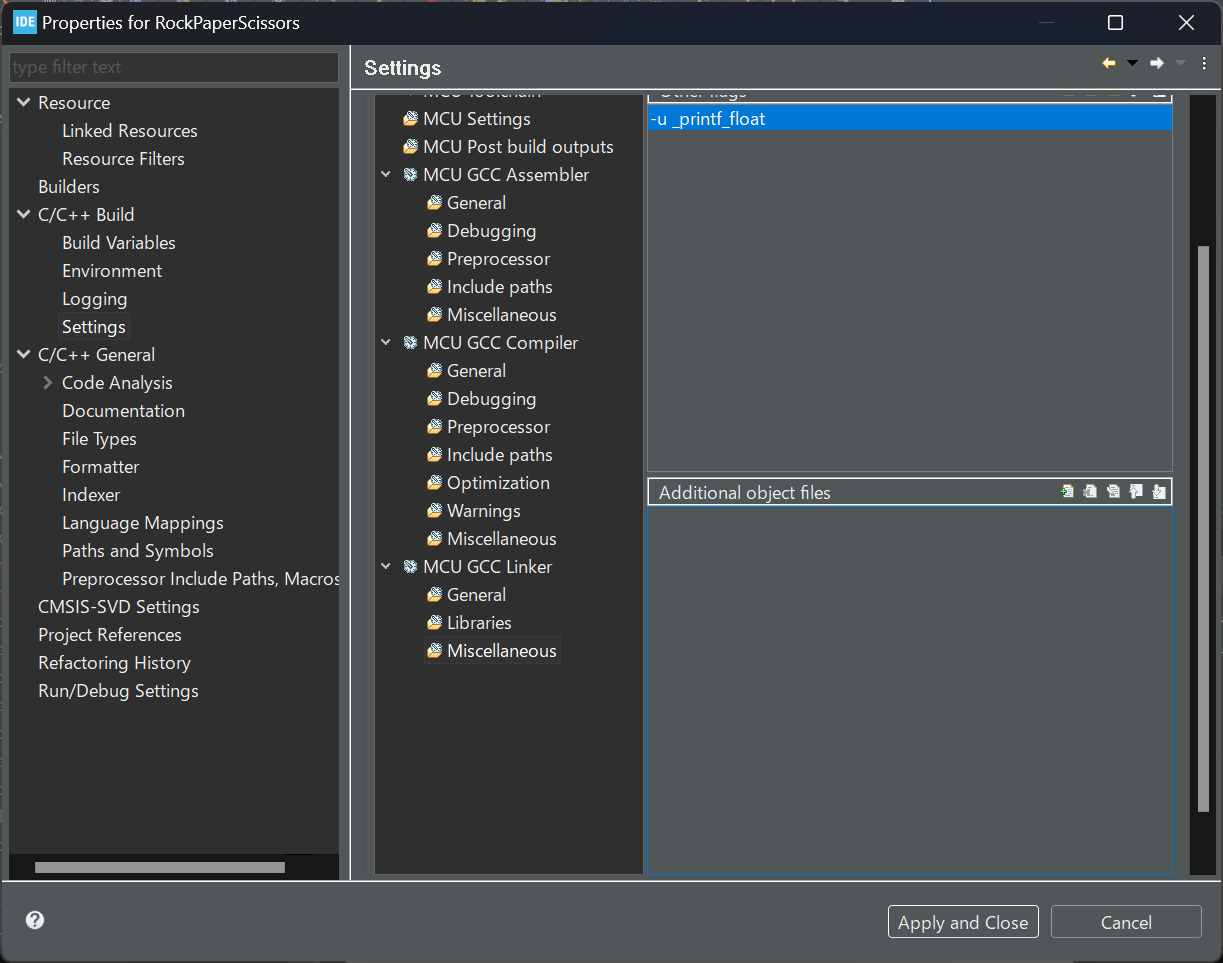 IDE Properties for RockPaperScissors
type filter text
Resource
Linked Resources
Resource Filters
Builders
C/C++ Build
Build Variables
Environment
Logging
Settings
C/C++ General
Code Analysis
Documentation
File Types
Formatter
Indexer
Language Mappings
Paths and Symbols
Preprocessor Include Paths, Macros
CMSIS-SVD Settings
Project References
Refactoring History
Run/Debug Settings
Settings
MCU Toolchain
MCU Settings
MCU Post build outputs
MCU GCC Assembler
General
Debugging
Preprocessor
Include paths
Miscellaneous
MCU GCC Compiler
General
Debugging
Preprocessor
Include paths
Optimization
Warnings
Miscellaneous
MCU GCC Linker
General
Libraries
Miscellaneous
Other flags
-u _printf_float
Additional object files
Apply and Close
Cancel